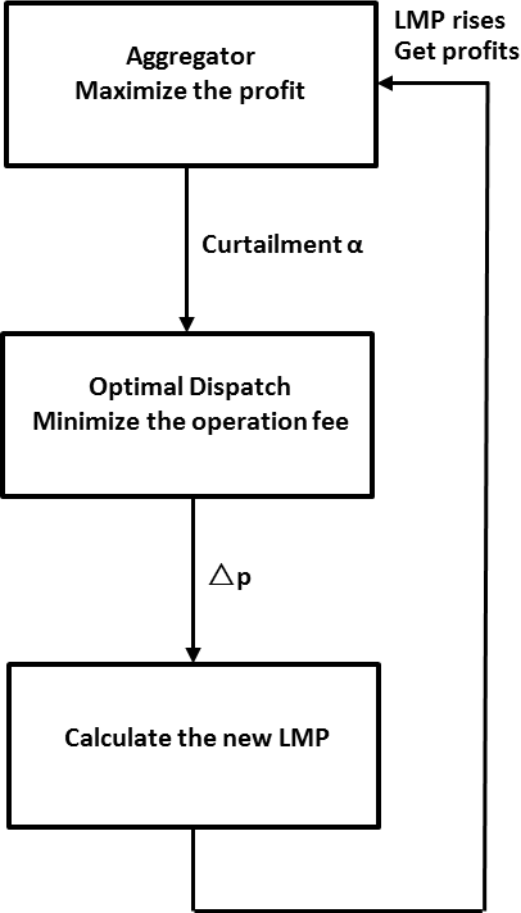 LMP rises
Get profits
Aggregator
Maximize the profit
Curtailment α
Optimal Dispatch
Minimize the operation fee
△p
Calculate the new LMP